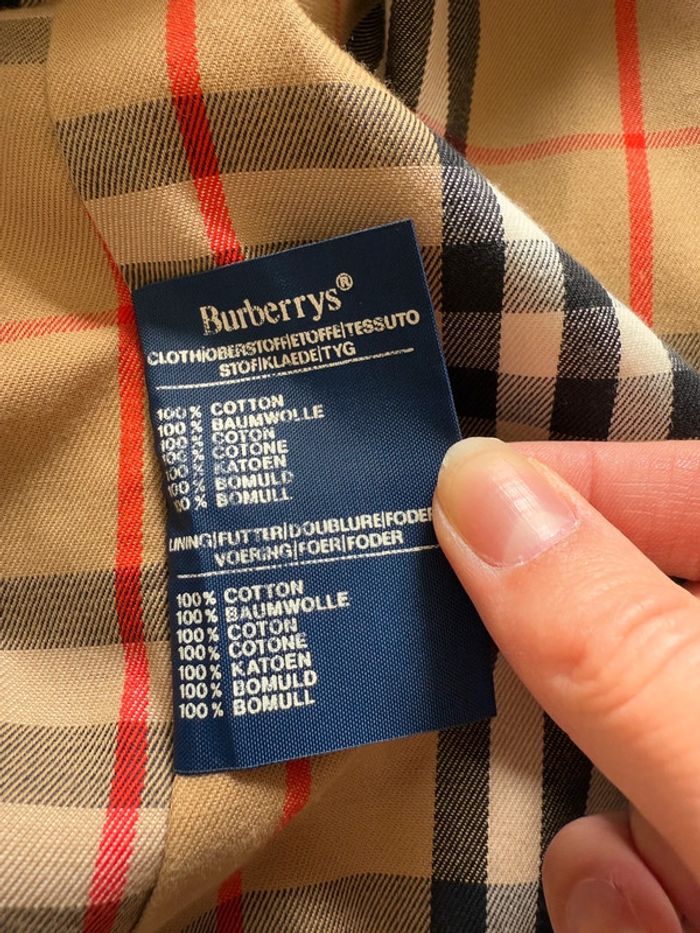 Burberrys®
CLOTH|OBERSTOFF|ETOFFE|TESSUTO
STOF|KLAEDE|TYG
100% COTTON
100% BAUMWOLLE
100% COTON
100% COTONE
100% KATOEN
100% BOMULD
100% BOMULL
LINING|FUTTER|DOUBLURE|FODER
VOERING|FOER|FODER
100% COTTON
100% BAUMWOLLE
100% COTON
100% COTONE
100% KATOEN
100% BOMULD
100% BOMULL